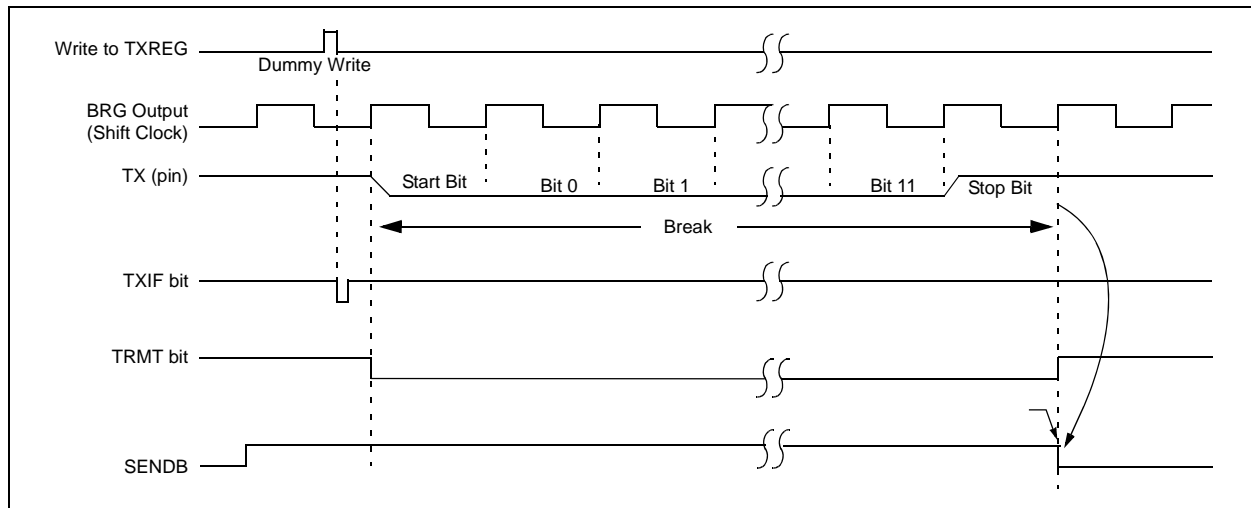 Write to TXREG
Dummy Write
BRG Output
(Shift Clock)
TX (pin)
Start Bit
Bit 0
Bit 1
Bit 11
Stop Bit
Break
TXIF bit
TRMT bit
SENDB